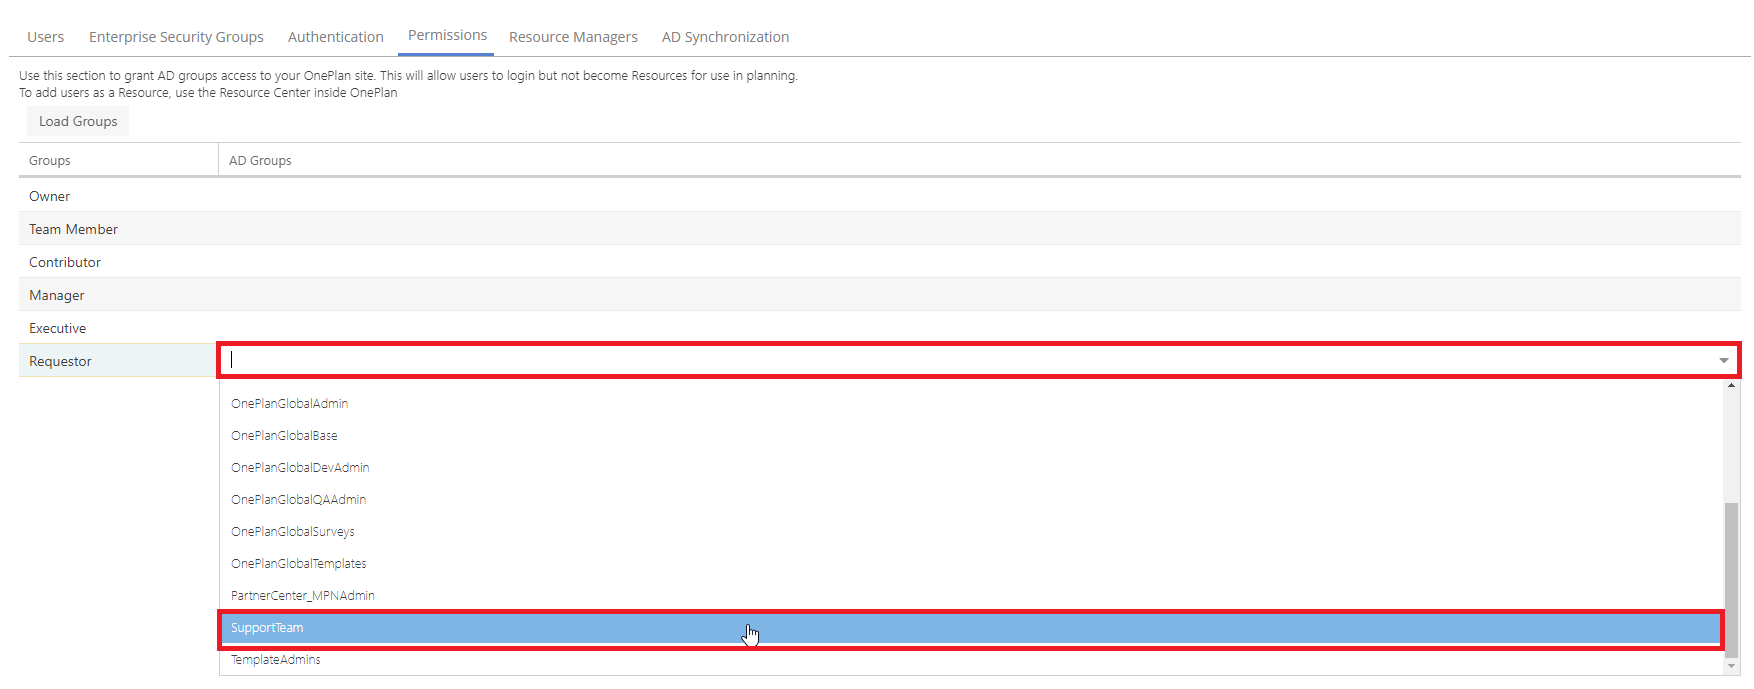 Users Enterprise Security Groups Authentication Permissions Resource Managers AD Synchronization
Use this section to grant AD groups access to your OnePlan site. This will allow users to login but not become Resources for use in planning.
To add users as a Resource, use the Resource Center inside OnePlan
Load Groups
Groups AD Groups
Owner
Team Member
Contributor
Manager
Executive
Requestor
OnePlanGlobalAdmin
OnePlanGlobalBase
OnePlanGlobalDevAdmin
OnePlanGlobalQAAdmin
OnePlanGlobalSurveys
OnePlanGlobalTemplates
PartnerCenter_MPNAdmin
SupportTeam
TemplateAdmins